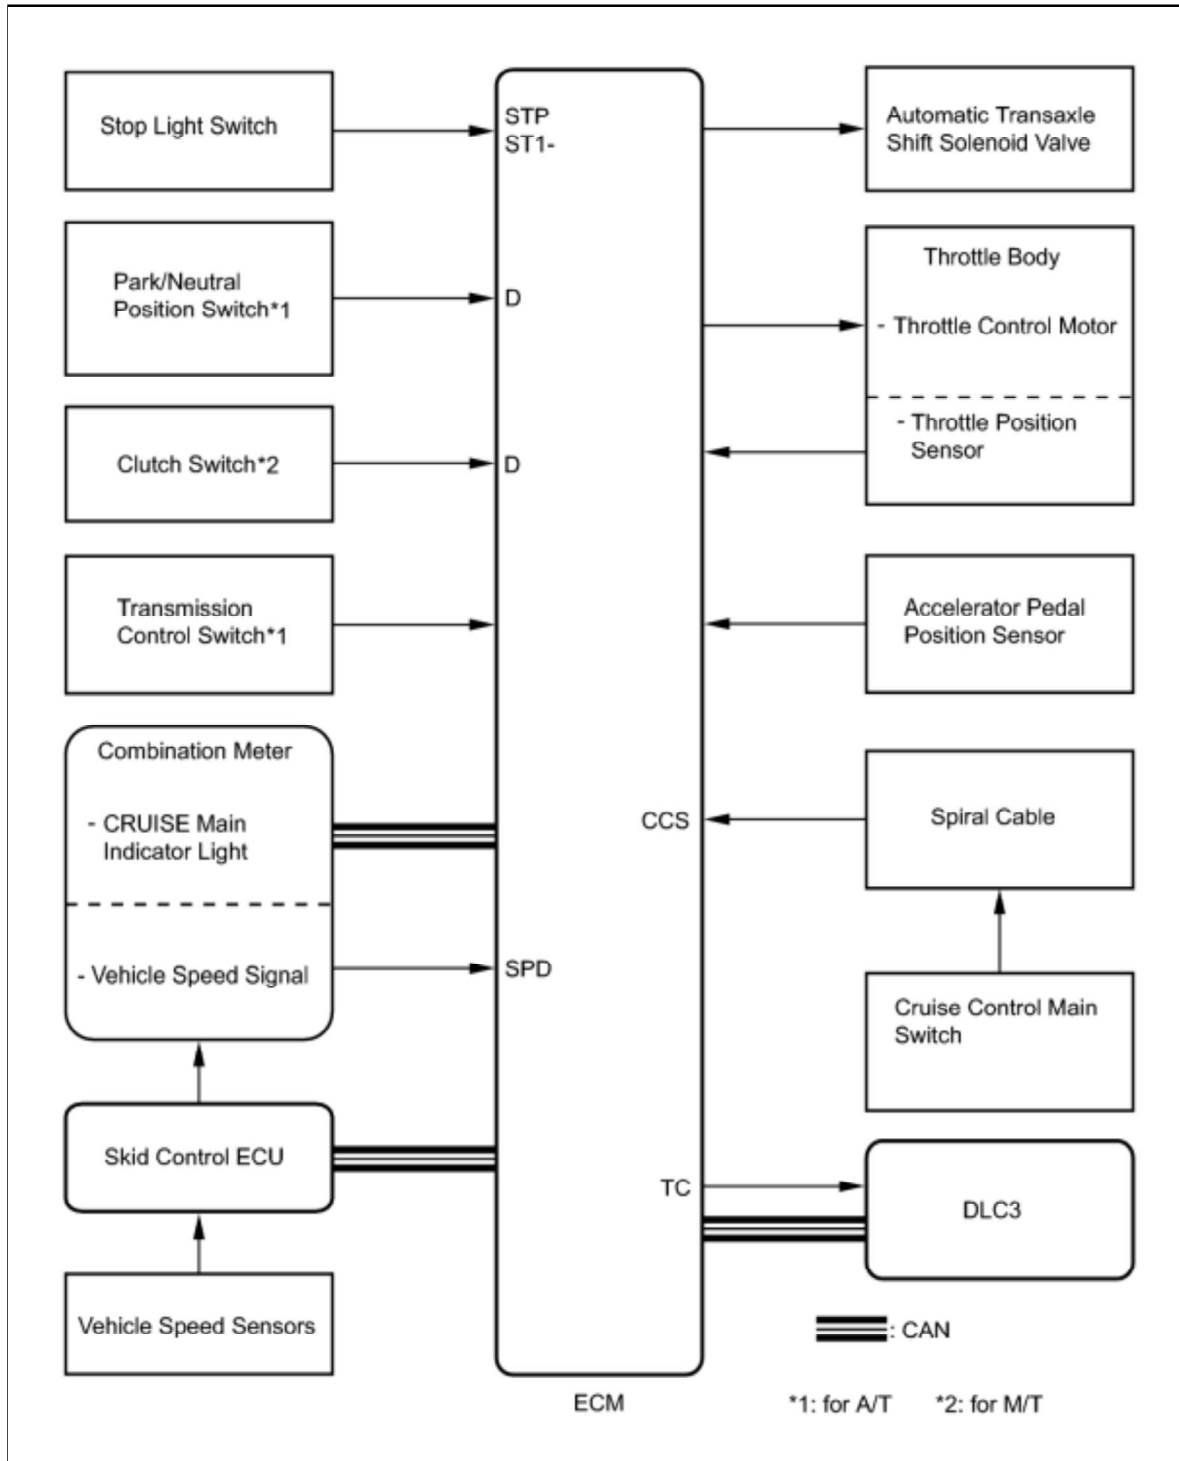 Stop Light Switch
Park/Neutral
Position Switch*1
Clutch Switch*2
Transmission
Control Switch*1
Combination Meter
- CRUISE Main
Indicator Light
- Vehicle Speed Signal
Skid Control ECU
Vehicle Speed Sensors
STP
ST1-
D
D
SPD
CCS
TC
ECM
Automatic Transaxle
Shift Solenoid Valve
Throttle Body
- Throttle Control Motor
- Throttle Position
Sensor
Accelerator Pedal
Position Sensor
Spiral Cable
Cruise Control Main
Switch
DLC3
: CAN
*1: for A/T *2: for M/T